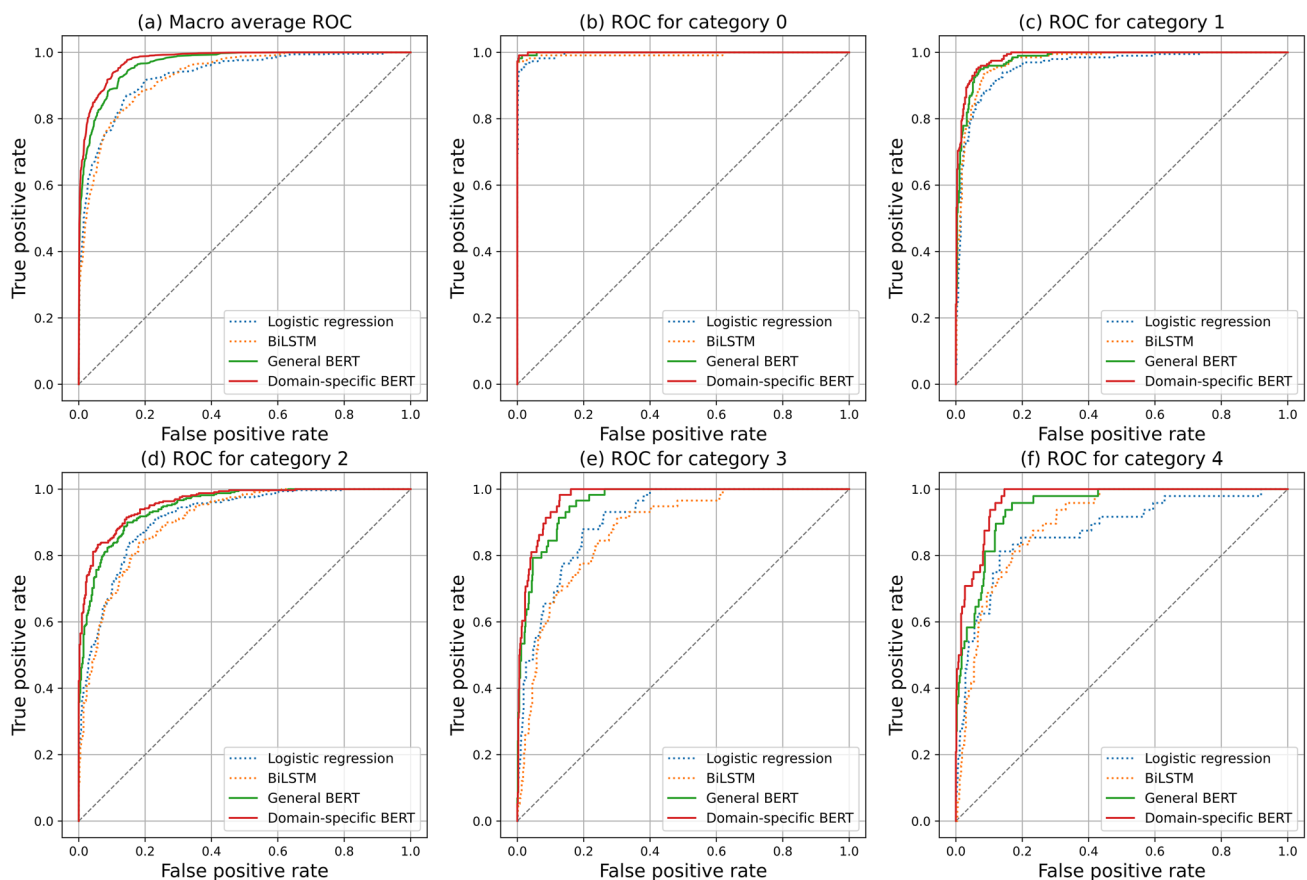 (a) Macro average ROC
1.0
0.8
0.6
0.4
0.2
0.0
True positive rate
Logistic regression
BiLSTM
General BERT
Domain-specific BERT
0.0 0.2 0.4 0.6 0.8 1.0
False positive rate
(b) ROC for category 0
1.0
0.8
0.6
0.4
0.2
0.0
True positive rate
Logistic regression
BiLSTM
General BERT
Domain-specific BERT
0.0 0.2 0.4 0.6 0.8 1.0
False positive rate
(c) ROC for category 1
1.0
0.8
0.6
0.4
0.2
0.0
True positive rate
Logistic regression
BiLSTM
General BERT
Domain-specific BERT
0.0 0.2 0.4 0.6 0.8 1.0
False positive rate
(d) ROC for category 2
1.0
0.8
0.6
0.4
0.2
0.0
True positive rate
Logistic regression
BiLSTM
General BERT
Domain-specific BERT
0.0 0.2 0.4 0.6 0.8 1.0
False positive rate
(e) ROC for category 3
1.0
0.8
0.6
0.4
0.2
0.0
True positive rate
Logistic regression
BiLSTM
General BERT
Domain-specific BERT
0.0 0.2 0.4 0.6 0.8 1.0
False positive rate
(f) ROC for category 4
1.0
0.8
0.6
0.4
0.2
0.0
True positive rate
Logistic regression
BiLSTM
General BERT
Domain-specific BERT
0.0 0.2 0.4 0.6 0.8 1.0
False positive rate